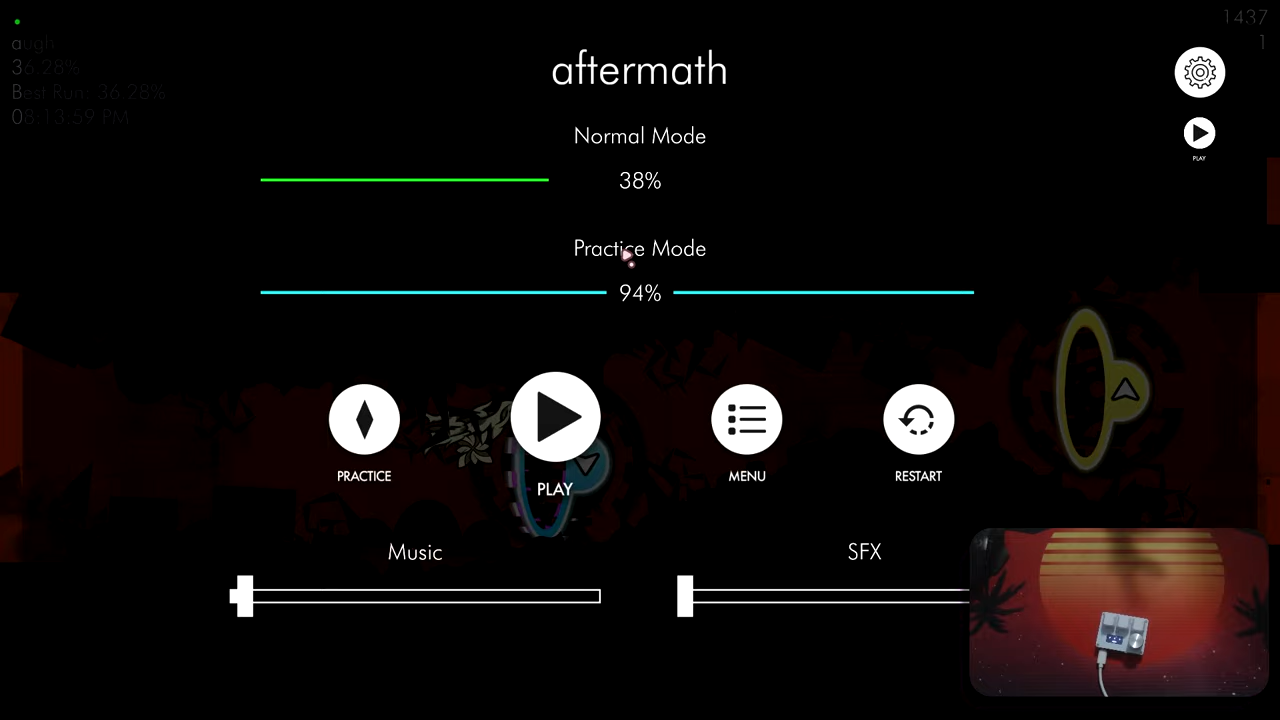 augh
36.28%
Best Run: 36.28%
08:13.59 PM
1437
1
aftermath
PLAY
Normal Mode
38%
Practice Mode
94%
PRACTICE
PLAY
MENU
RESTART
Music
SFX